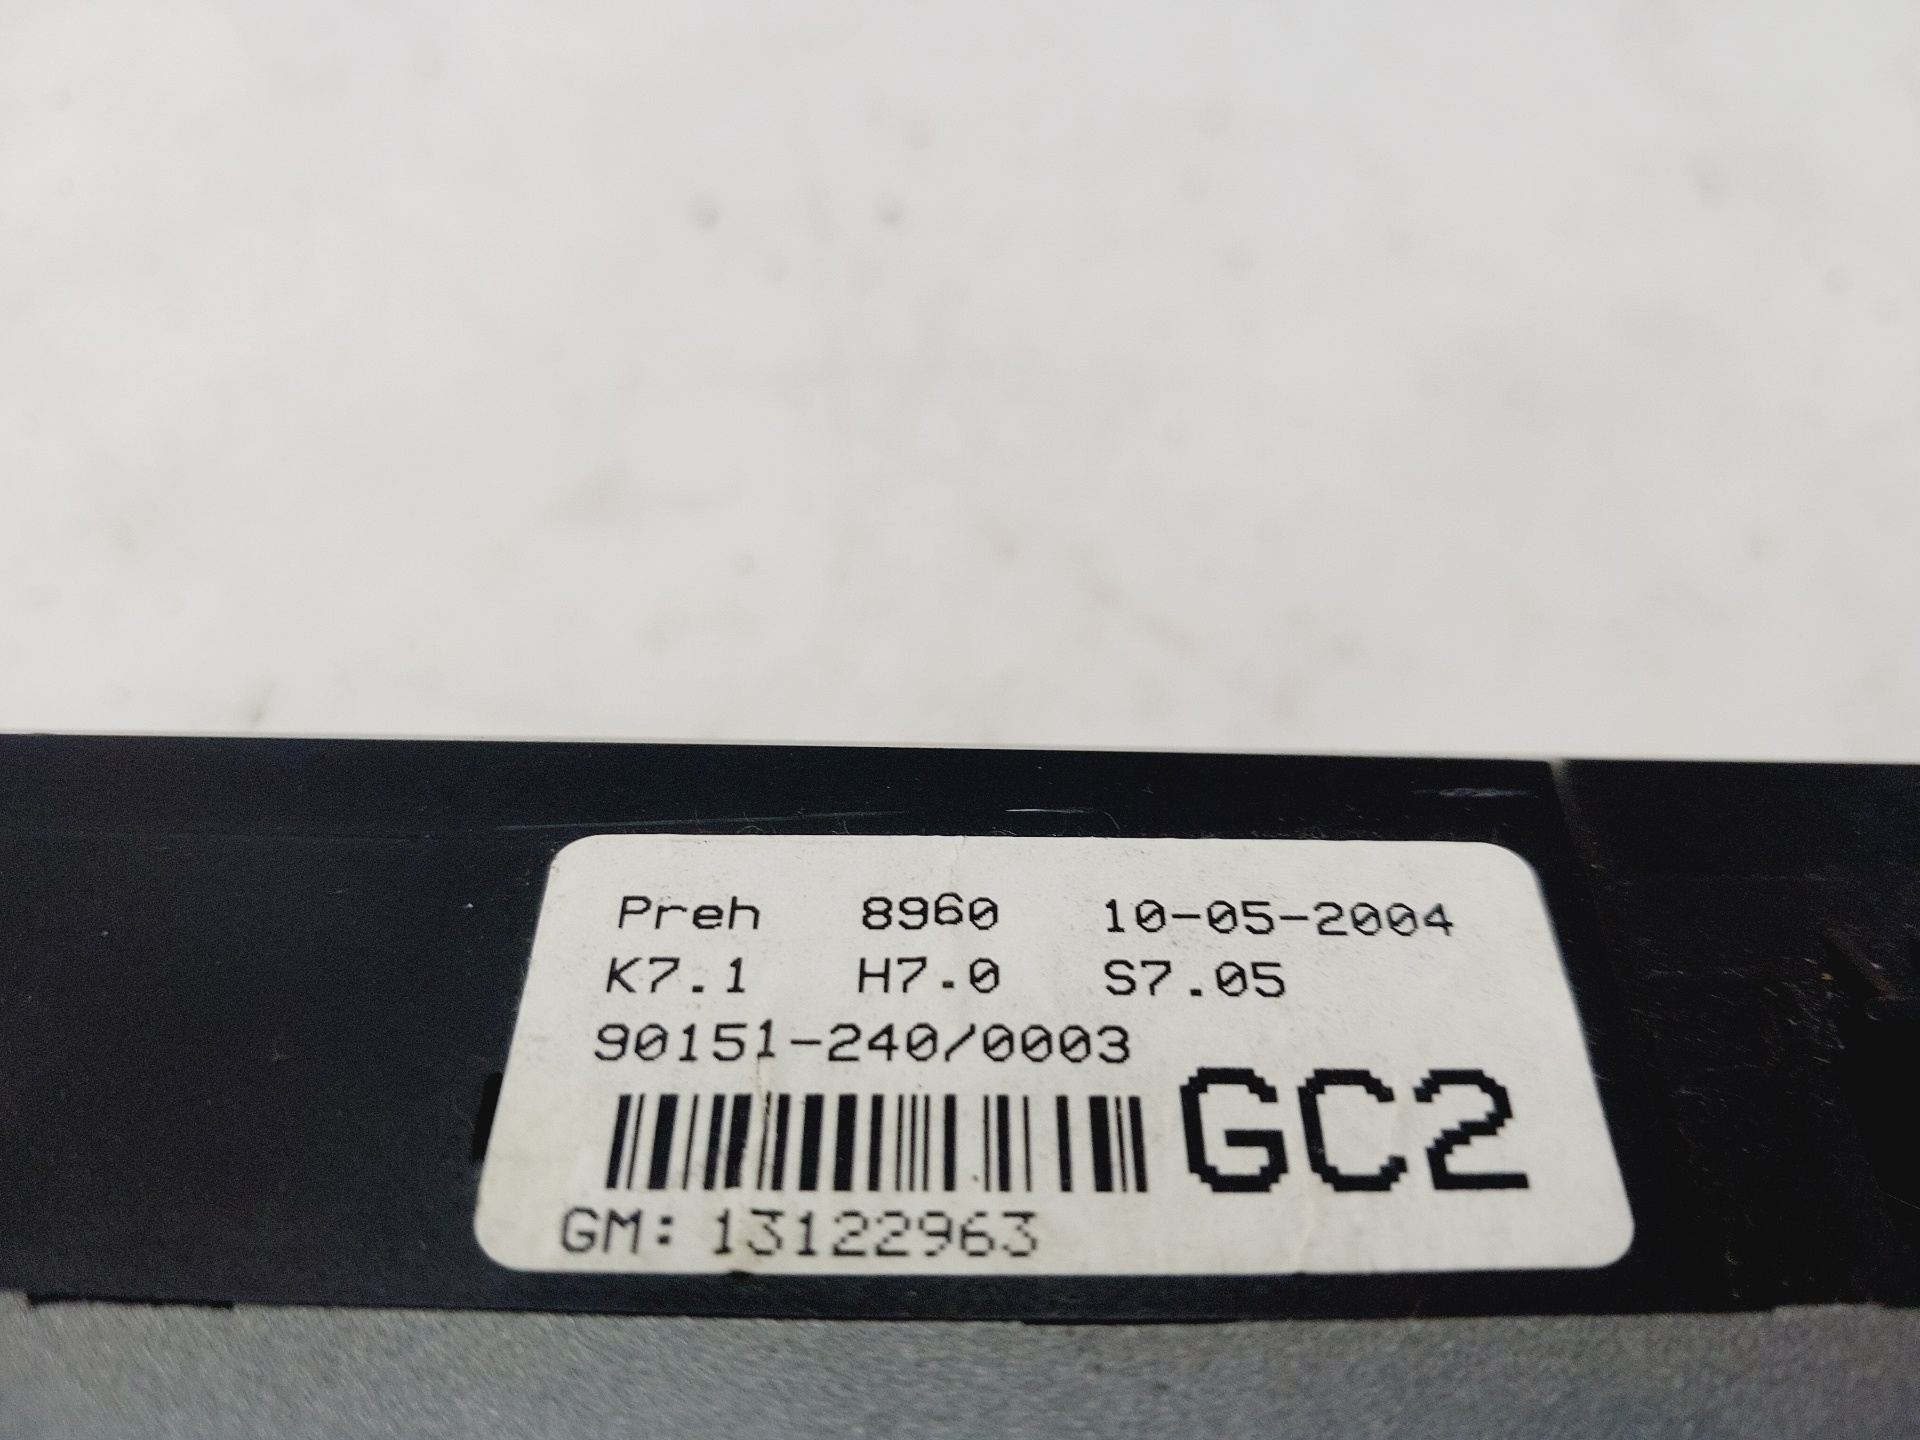 Preh 8960 10-05-2004
K7.1 H7.0 S7.05
90151-240/0003
GC2
GM: 13122963